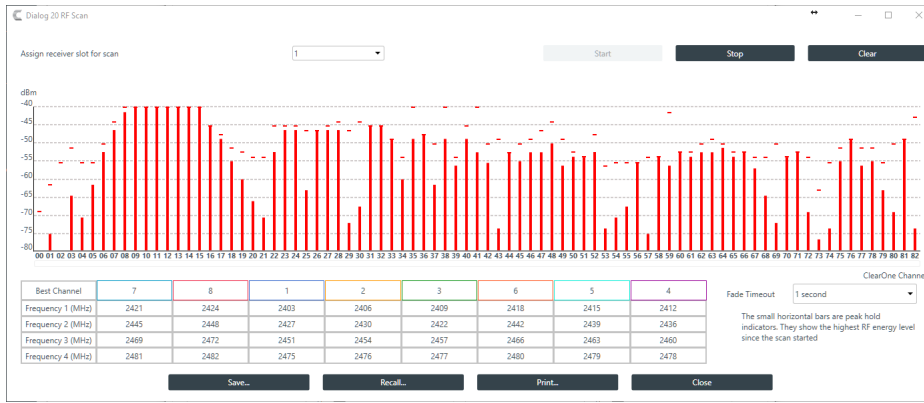 Dialog 20 RF Scan
Assign receiver slot for scan 1 Start Stop Clear
dBm
-40
-45
-50
-55
-60
-65
-70
-75
-80
00 01 02 03 04 05 06 07 08 09 10 11 12 13 14 15 16 17 18 19 20 21 22 23 24 25 26 27 28 29 30 31 32 33 34 35 36 37 38 39 40 41 42 43 44 45 46 47 48 49 50 51 52 53 54 55 56 57 58 59 60 61 62 63 64 65 66 67 68 69 70 71 72 73 74 75 76 77 78 79 80 81 82
ClearOne Channe
Best Channel 7 8 1 2 3 6 5 4
Frequency 1 (MHz) 2421 2424 2403 2406 2409 2418 2415 2412
Frequency 2 (MHz) 2445 2448 2427 2430 2422 2442 2439 2436
Frequency 3 (MHz) 2469 2472 2451 2454 2457 2466 2463 2460
Frequency 4 (MHz) 2481 2482 2475 2476 2477 2480 2479 2478
Fade Timeout 1 second
The small horizontal bars are peak hold
indicators. They show the highest RF energy level
since the scan started
Save... Recall... Print... Close